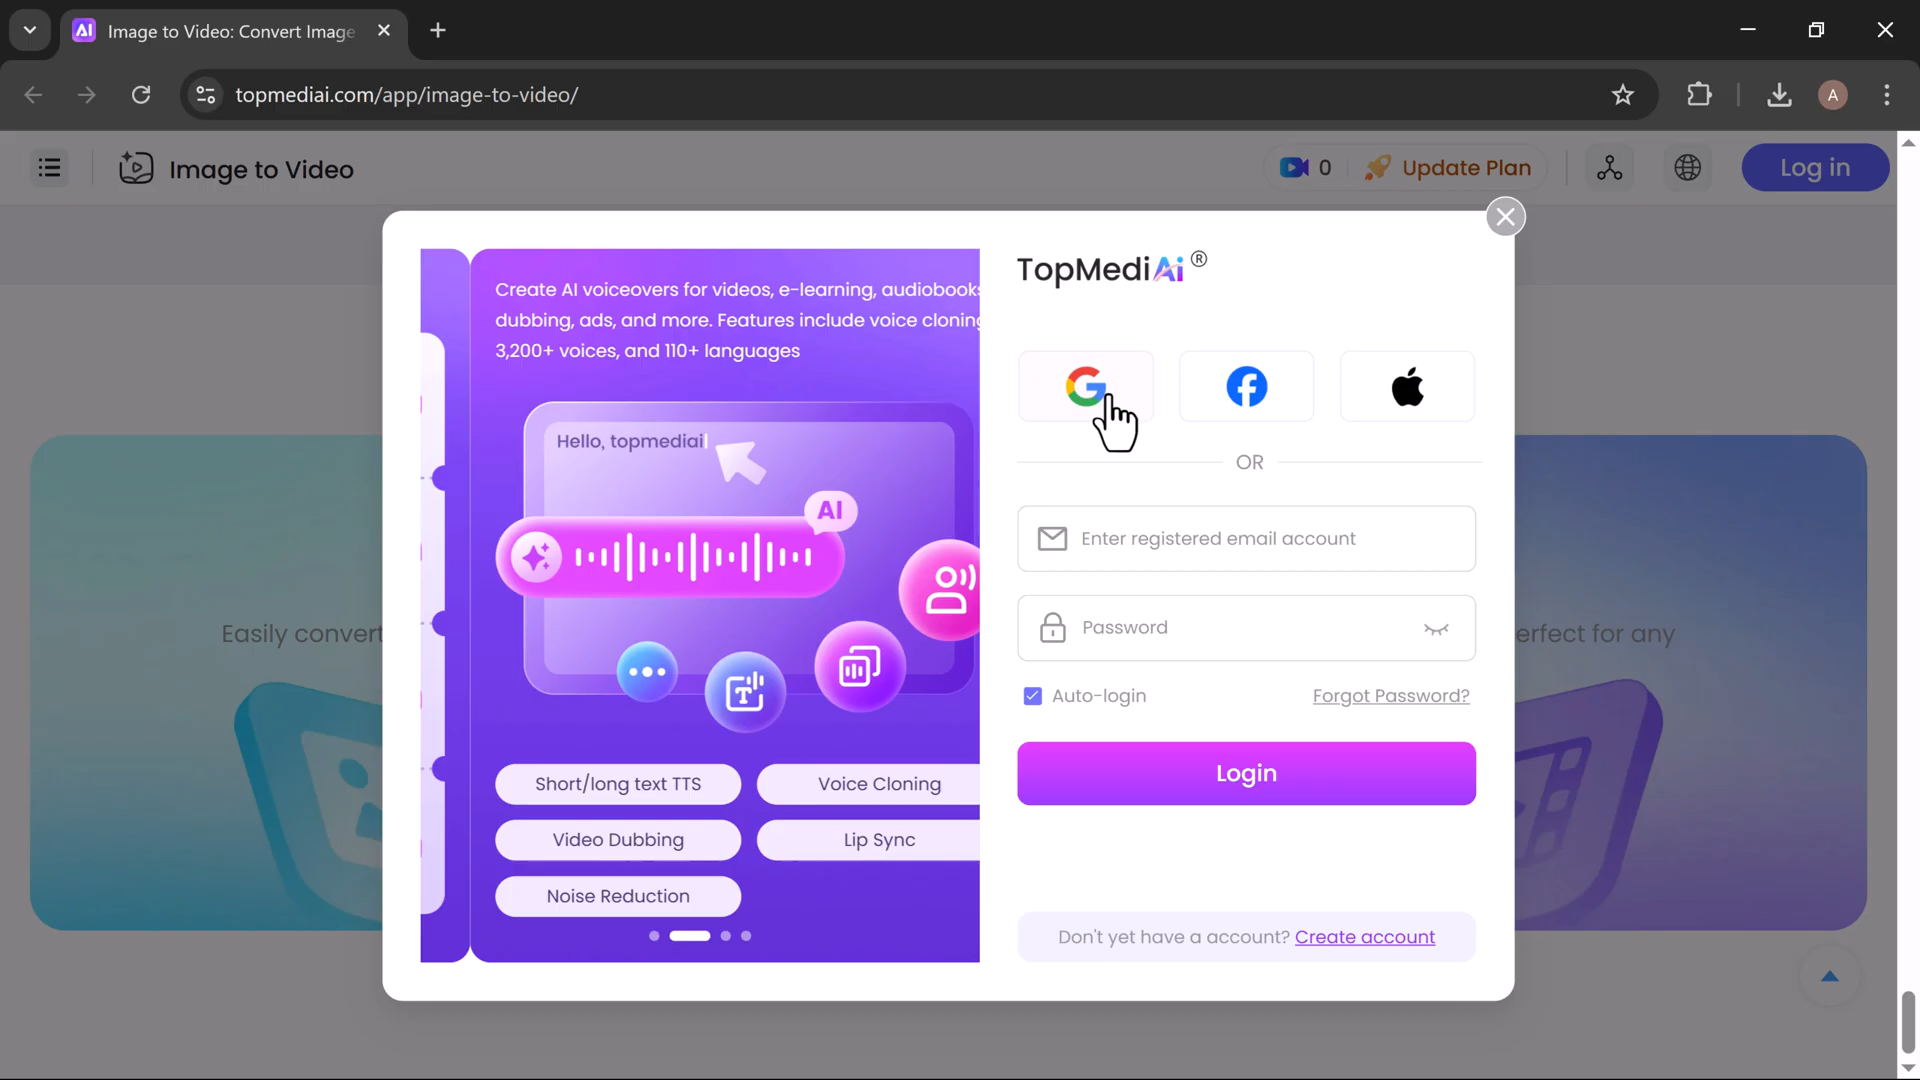 Image to Video: Convert Image
topmediai.com/app/image-to-video/
A
Image to Video
0
Update Plan
Log in
Create AI voiceovers for videos, e-learning, audiobooks
dubbing, ads, and more. Features include voice cloning
3,200+ voices, and 110+ languages
Hello, topmediai
AI
Short/long text TTS
Voice Cloning
Video Dubbing
Lip Sync
Noise Reduction
TopMediAi®
OR
Enter registered email account
Password
Auto-login
Forgot Password?
Login
Don't yet have a account? Create account
Easily convert
erfect for any